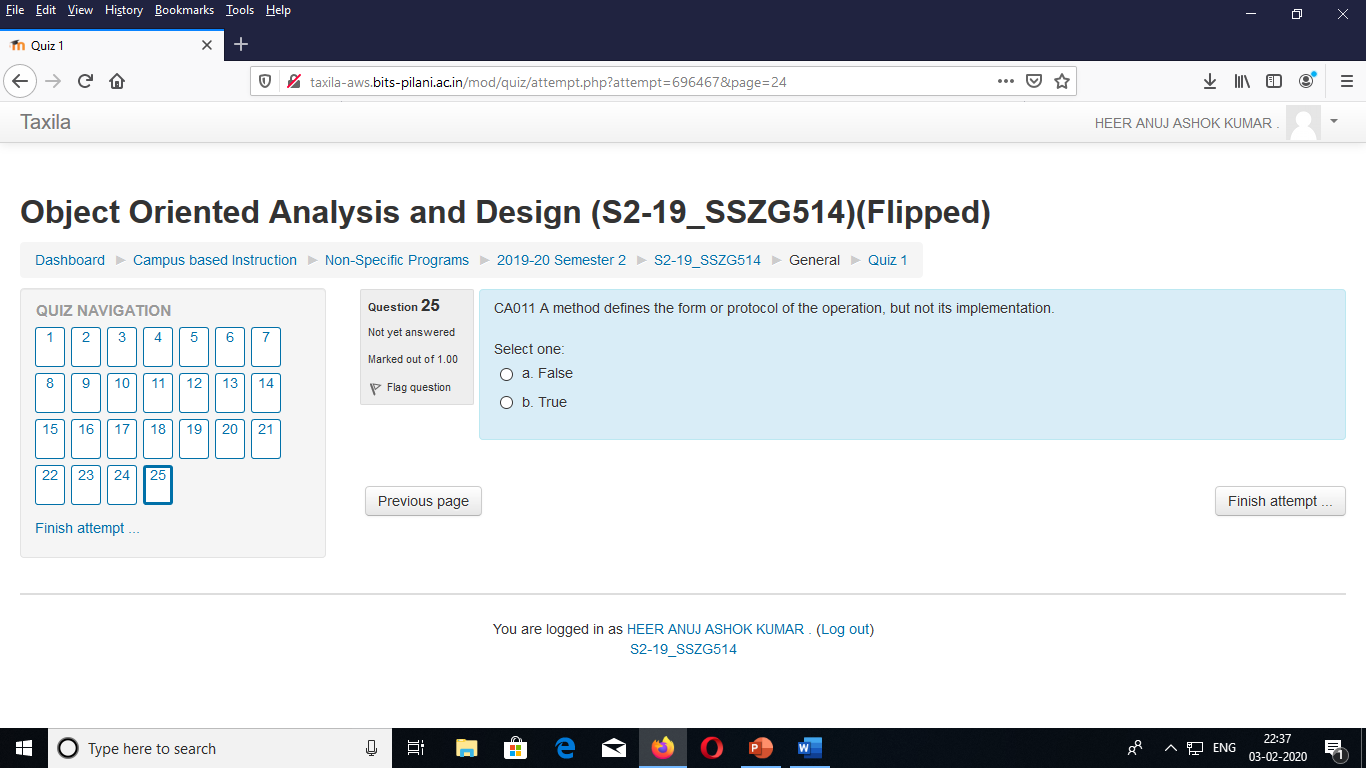 File Edit View History Bookmarks Tools Help
Quiz 1
taxila-aws.bits-pilani.ac.in/mod/quiz/attempt.php?attempt=696467&page=24
Taxila
HEER ANUJ ASHOK KUMAR .
Object Oriented Analysis and Design (S2-19_SSZG514)(Flipped)
Dashboard Campus based Instruction Non-Specific Programs 2019-20 Semester 2 S2-19_SSZG514 General Quiz 1
QUIZ NAVIGATION
1 2 3 4 5 6 7
8 9 10 11 12 13 14
15 16 17 18 19 20 21
22 23 24 25
Finish attempt ...
Question 25
Not yet answered
Marked out of 1.00
Flag question
CA011 A method defines the form or protocol of the operation, but not its implementation.
Select one:
a. False
b. True
Previous page
Finish attempt ...
You are logged in as HEER ANUJ ASHOK KUMAR . (Log out)
S2-19_SSZG514
Type here to search
ENG
22:37
03-02-2020
1